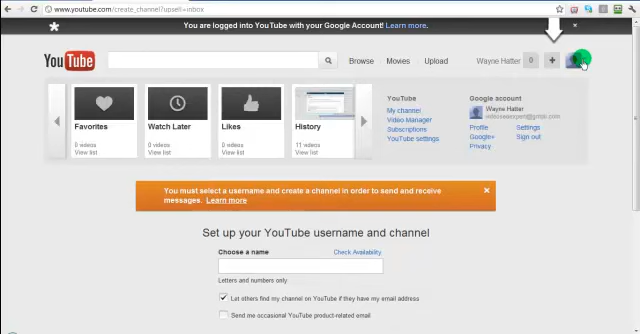 www.youtube.com/create_channel?upsell=inbox
You are logged into YouTube with your Google Account! Learn more.
YouTube
Browse Movies Upload
Wayne Hatter 0
Favorites
0 videos
View list
Watch Later
0 videos
View list
Likes
0 videos
View list
History
11 videos
View list
YouTube
My channel
Video Manager
Subscriptions
YouTube settings
Google account
Wayne Hatter
Profile
Google+
Privacy
Settings
Sign out
You must select a username and create a channel in order to send and receive
messages. Learn more
Set up your YouTube username and channel
Choose a name Check Availability
Letters and numbers only
Let others find my channel on YouTube if they have my email address
Send me occasional YouTube product-related email